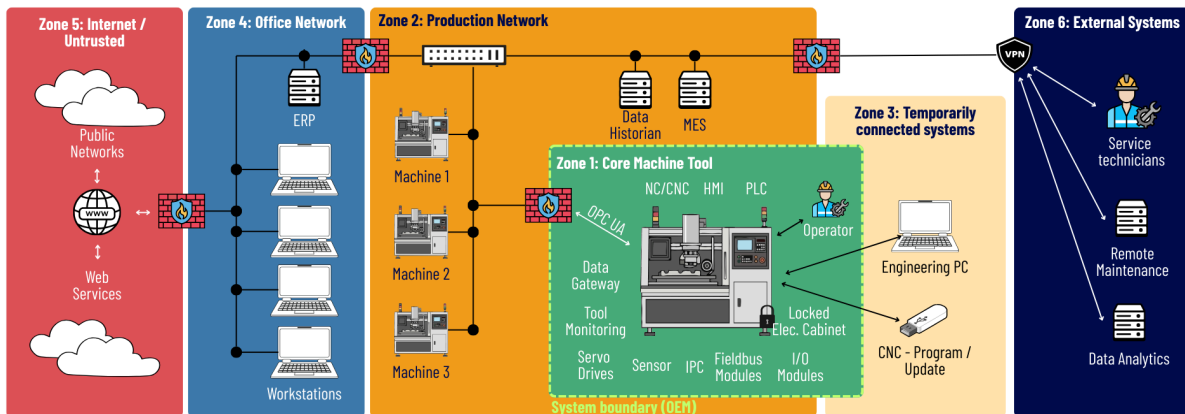 Zone 5: Internet /
Untrusted
Public
Networks
WWW
Web
Services
Zone 4: Office Network
ERP
Workstations
Zone 2: Production Network
Machine 1
Machine 2
Machine 3
Data
Historian
MES
Zone 1: Core Machine Tool
NC/CNC
HMI
PLC
OPC UA
Operator
Data
Gateway
Tool
Monitoring
Locked
Elec. Cabinet
Servo
Drives
Sensor
IPC
Fieldbus
Modules
I/O
Modules
System boundary (OEM)
Zone 3: Temporarily
connected systems
Engineering PC
CNC - Program /
Update
Zone 6: External Systems
VPN
Service
technicians
Remote
Maintenance
Data Analytics